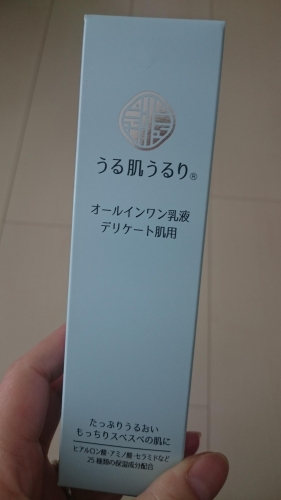 うる肌うるり®
オールインワン乳液
デリケート肌用
たっぷりうるおい
もっちりスベスベの肌に
ヒアルロン酸・アミノ酸・セラミドなど
25種類の保湿成分配合